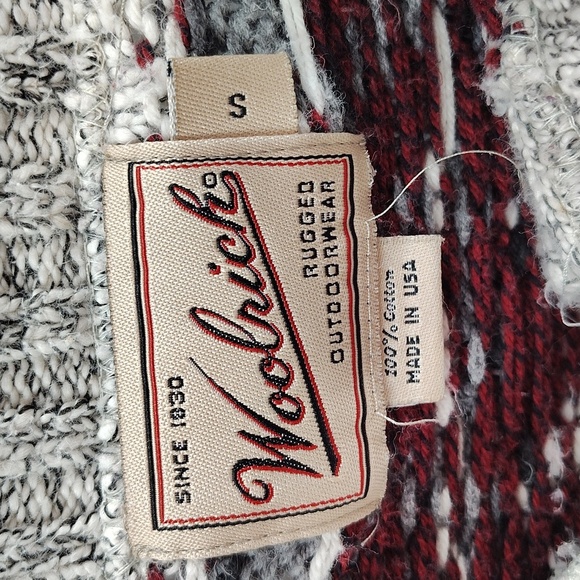 S
SINCE 1830
Woolrich
RUGGED
OUTDOORWEAR
100% Cotton
MADE IN USA